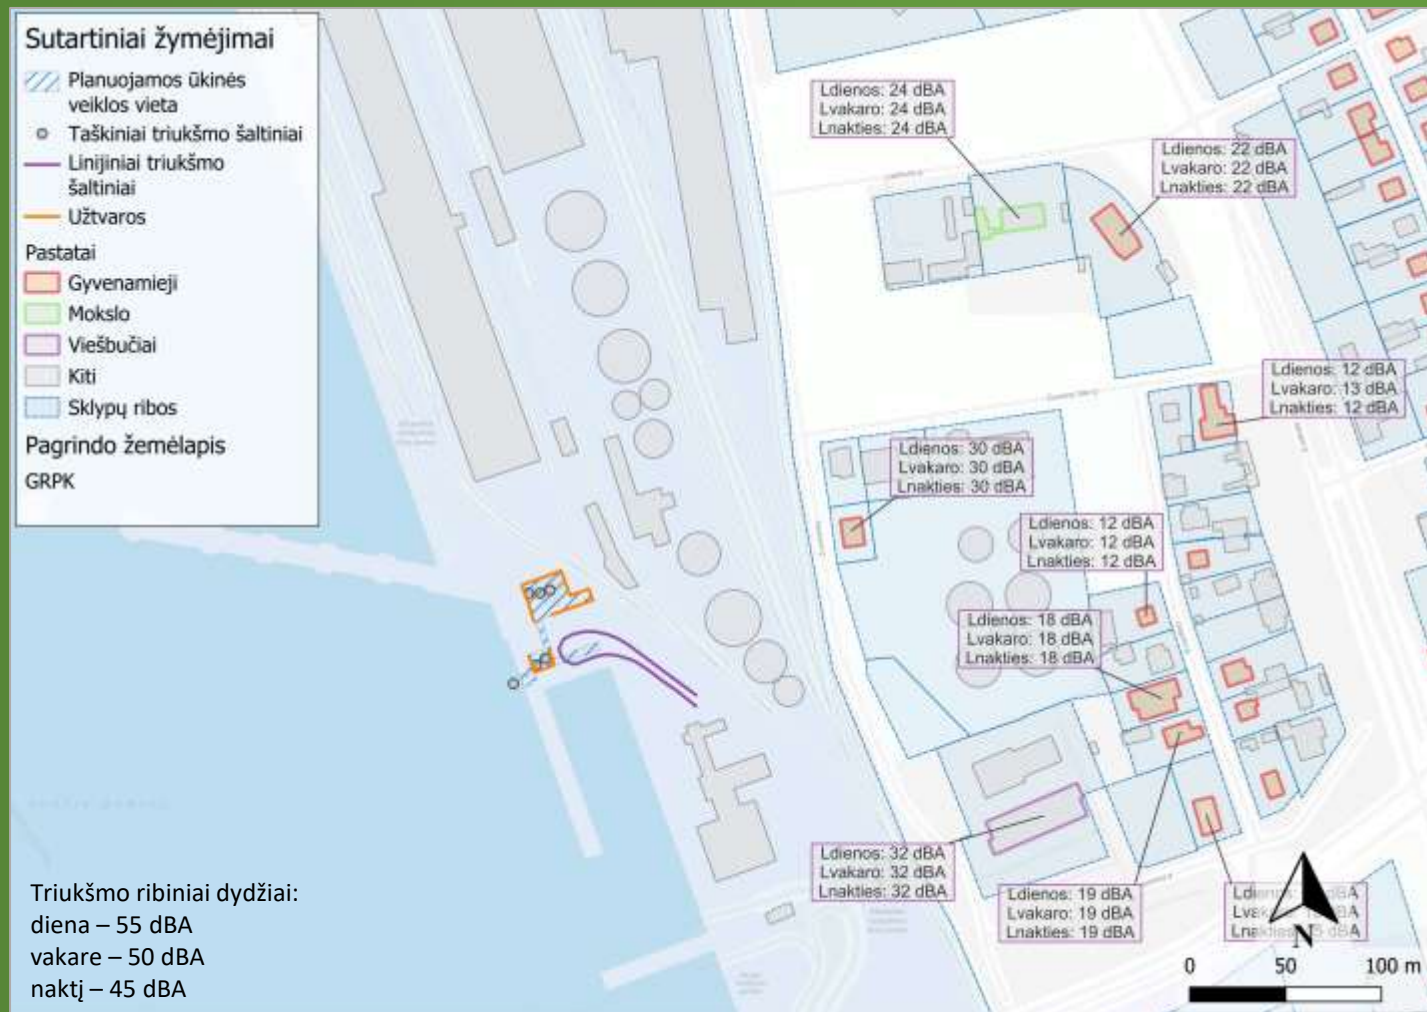 Sutartiniai žymėjimai
Planuojamos ūkinės
veiklos vieta
Taškiniai triukšmo šaltiniai
Linijiniai triukšmo
šaltiniai
Užtvaros
Pastatai
Gyvenamieji
Mokslo
Viešbučiai
Kiti
Sklypų ribos
Pagrindo žemėlapis
GRPK
Ldienos: 24 dBA
Lvakaro: 24 dBA
Lnakties: 24 dBA
Ldienos: 22 dBA
Lvakaro: 22 dBA
Lnakties: 22 dBA
Ldienos: 12 dBA
Lvakaro: 13 dBA
Lnakties: 12 dBA
Ldienos: 30 dBA
Lvakaro: 30 dBA
Lnakties: 30 dBA
Ldienos: 12 dBA
Lvakaro: 12 dBA
Lnakties: 12 dBA
Ldienos: 18 dBA
Lvakaro: 18 dBA
Lnakties: 18 dBA
Ldienos: 32 dBA
Lvakaro: 32 dBA
Lnakties: 32 dBA
Ldienos: 19 dBA
Lvakaro: 19 dBA
Lnakties: 19 dBA
dBA
N
0 50 100 m
Triukšmo ribiniai dydžiai:
diena – 55 dBA
vakare – 50 dBA
naktį – 45 dBA